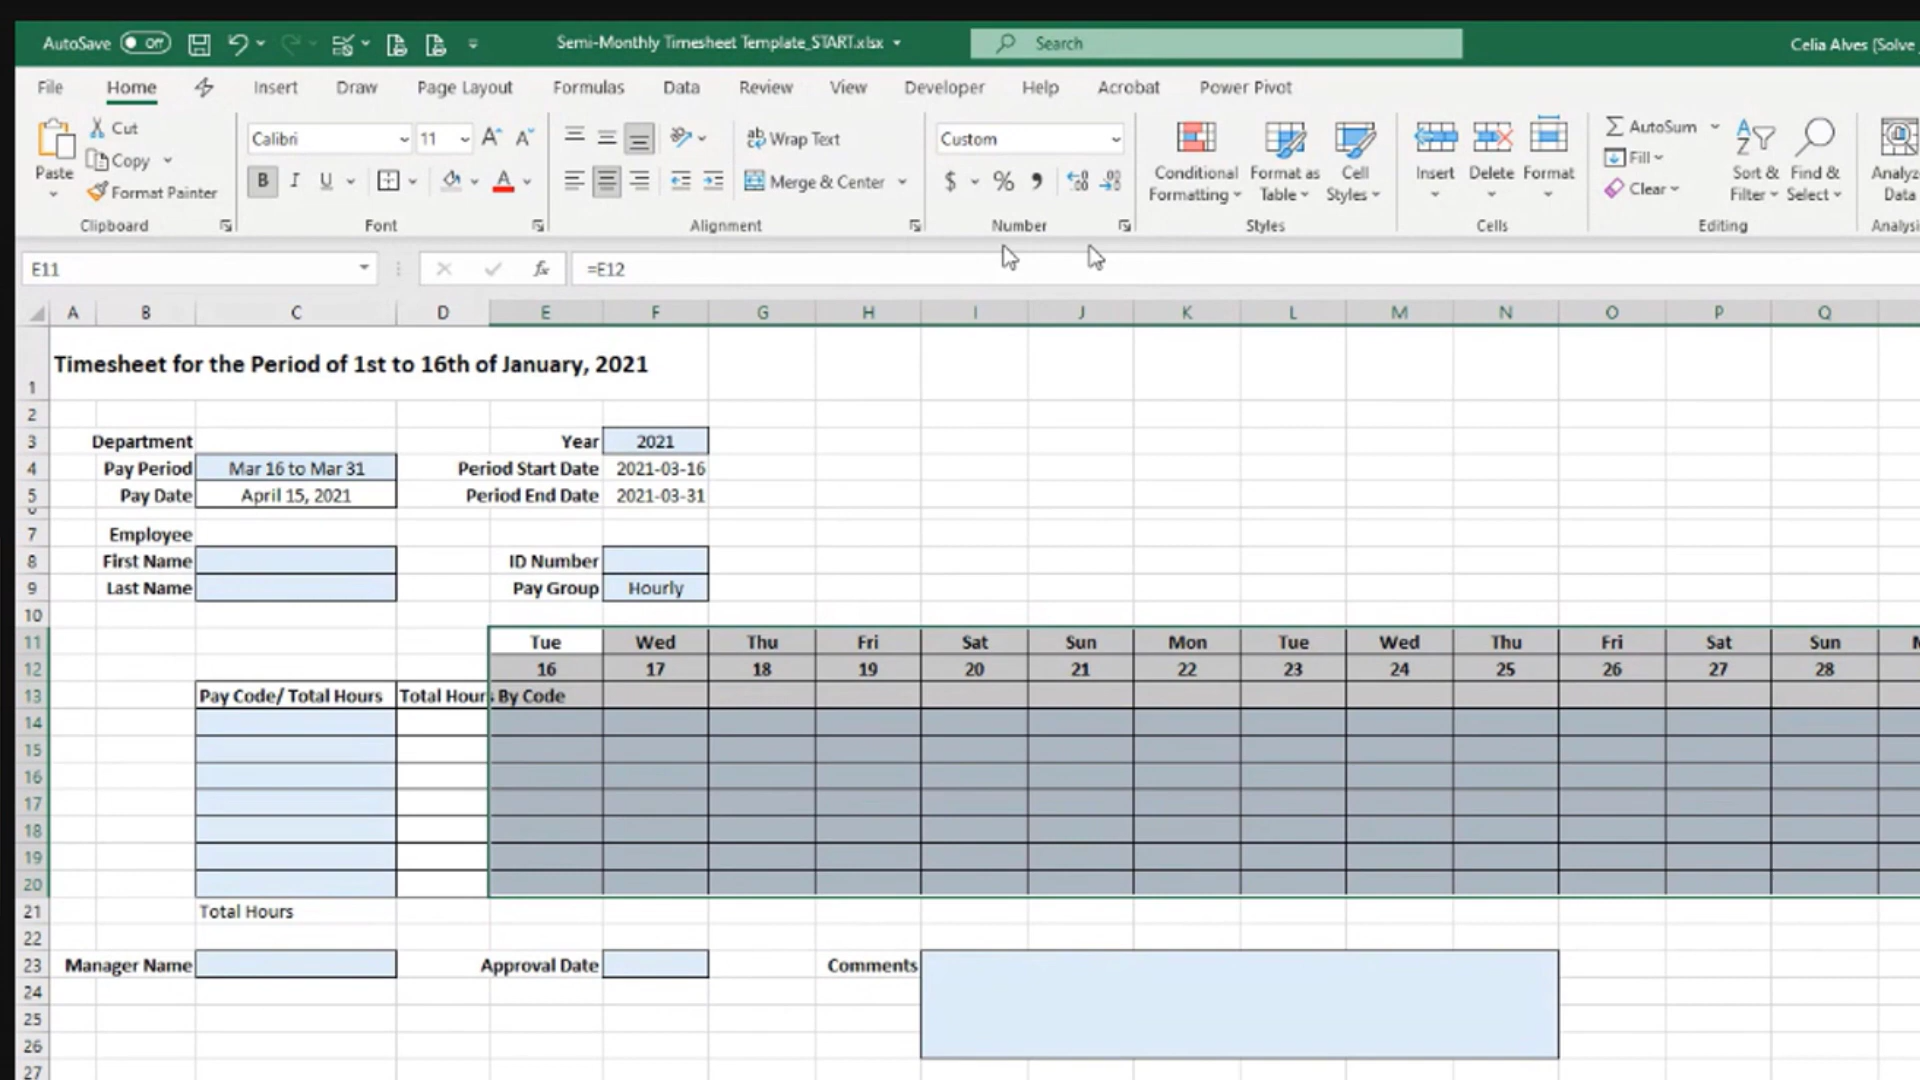 AutoSave Off Semi-Monthly Timesheet Template_START.xlsx Search Celia Alves (Solve
File Home Insert Draw Page Layout Formulas Data Review View Developer Help Acrobat Power Pivot
Paste Cut Copy Format Painter
Clipboard
Calibri 11
B I U A
Font
Wrap Text
Merge & Center
Alignment
Custom
$ % ,
Number
Conditional Formatting Format as Table Cell Styles
Styles
Insert Delete Format
Cells
AutoSum Fill Clear Sort & Filter Find & Select
Editing
Analyze Data
Analysis
E11 fx =E12
A B C D E F G H I J K L M N O P Q
1 Timesheet for the Period of 1st to 16th of January, 2021
2
3 Department Year 2021
4 Pay Period Mar 16 to Mar 31 Period Start Date 2021-03-16
5 Pay Date April 15, 2021 Period End Date 2021-03-31
7 Employee
8 First Name ID Number
9 Last Name Pay Group Hourly
10
11 Tue Wed Thu Fri Sat Sun Mon Tue Wed Thu Fri Sat Sun
12 16 17 18 19 20 21 22 23 24 25 26 27 28
13 Pay Code/ Total Hours Total Hours By Code
14
15
16
17
18
19
20
21 Total Hours
22
23 Manager Name Approval Date Comments
24
25
26
27